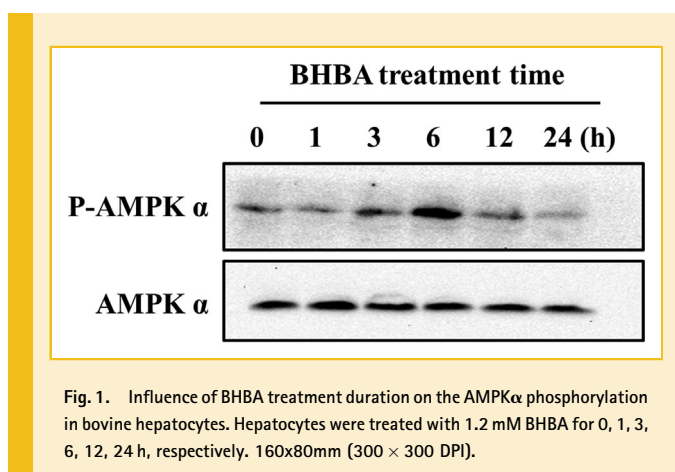 BHBA treatment time
0 1 3 6 12 24 (h)
P-AMPK α
AMPK α
Fig. 1. Influence of BHBA treatment duration on the AMPKα phosphorylation
in bovine hepatocytes. Hepatocytes were treated with 1.2 mM BHBA for 0, 1, 3,
6, 12, 24 h, respectively. 160x80mm (300 × 300 DPI).